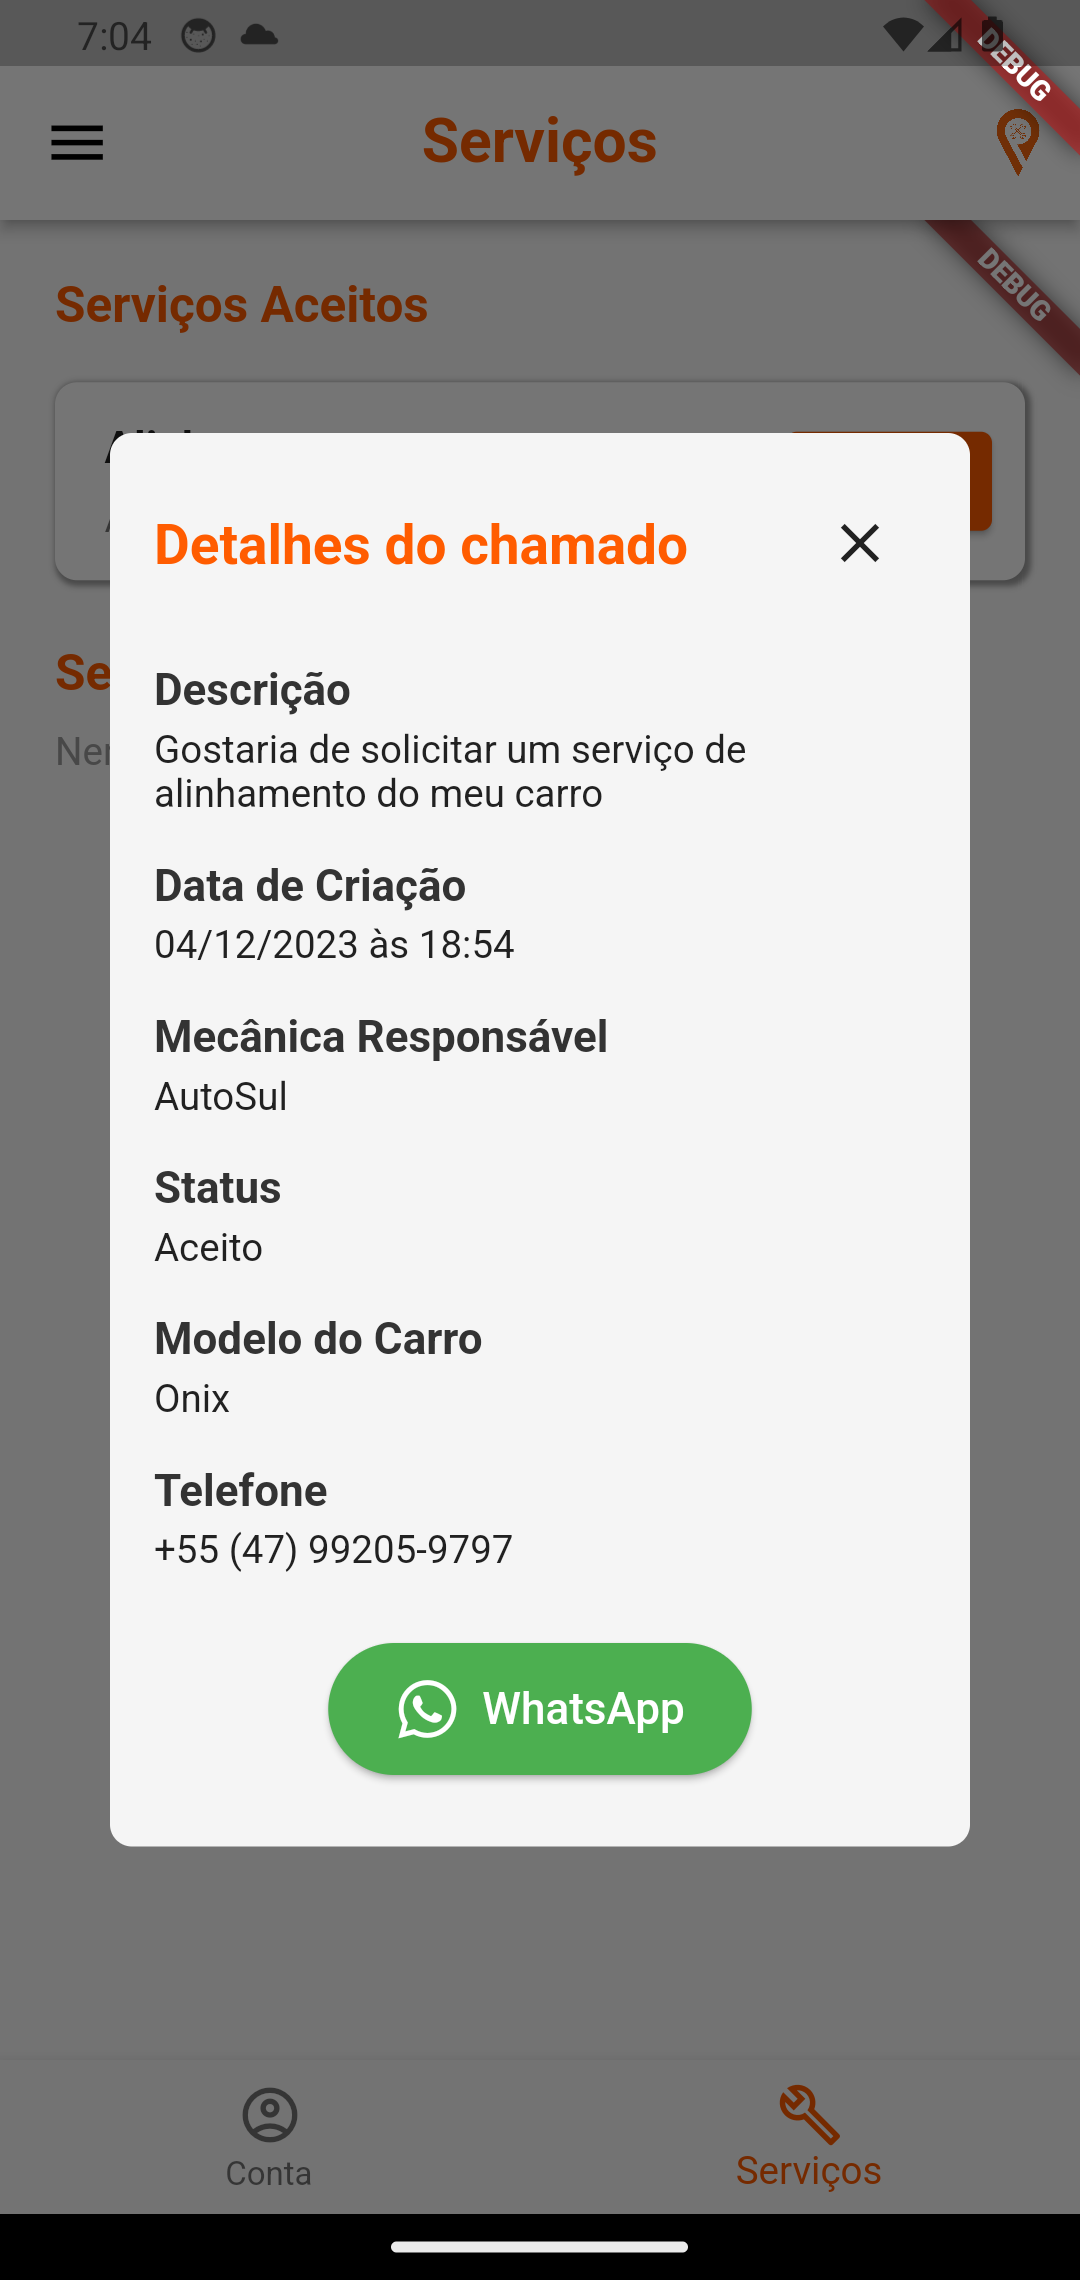 7:04
DEBUG
Serviços
DEBUG
Serviços Aceitos
Detalhes do chamado
Descrição
Gostaria de solicitar um serviço de
alinhamento do meu carro
Data de Criação
04/12/2023 às 18:54
Mecânica Responsável
AutoSul
Status
Aceito
Modelo do Carro
Onix
Telefone
+55 (47) 99205-9797
WhatsApp
Conta
Serviços